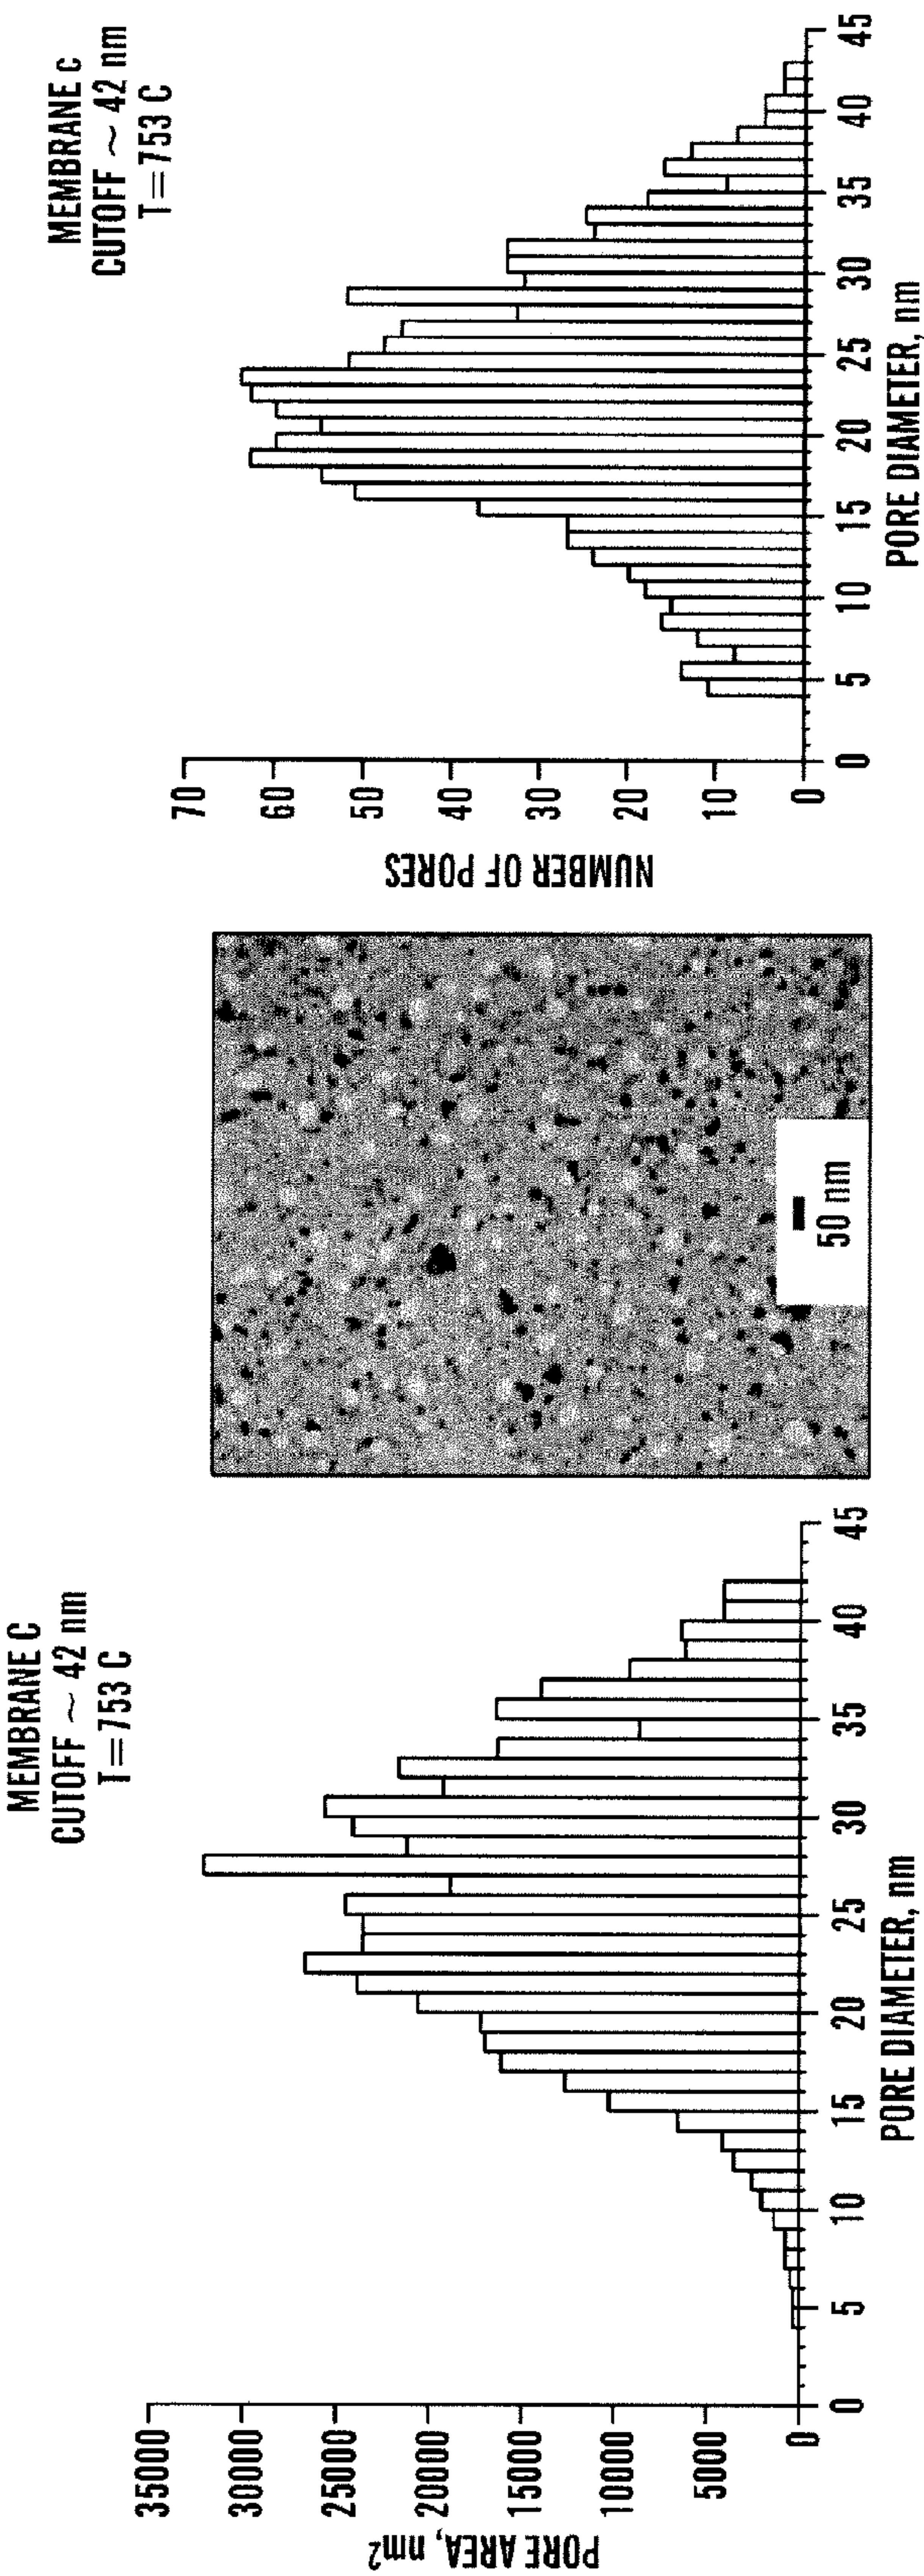 MEMBRANE C
CUTOFF ~ 42 nm
T=753 C
PORE AREA, nm²
35000
30000
25000
20000
15000
10000
5000
0
0 5 10 15 20 25 30 35 40 45
PORE DIAMETER, nm
50 nm
MEMBRANE c
CUTOFF ~ 42 nm
T=753 C
NUMBER OF PORES
70
60
50
40
30
20
10
0
0 5 10 15 20 25 30 35 40 45
PORE DIAMETER, nm